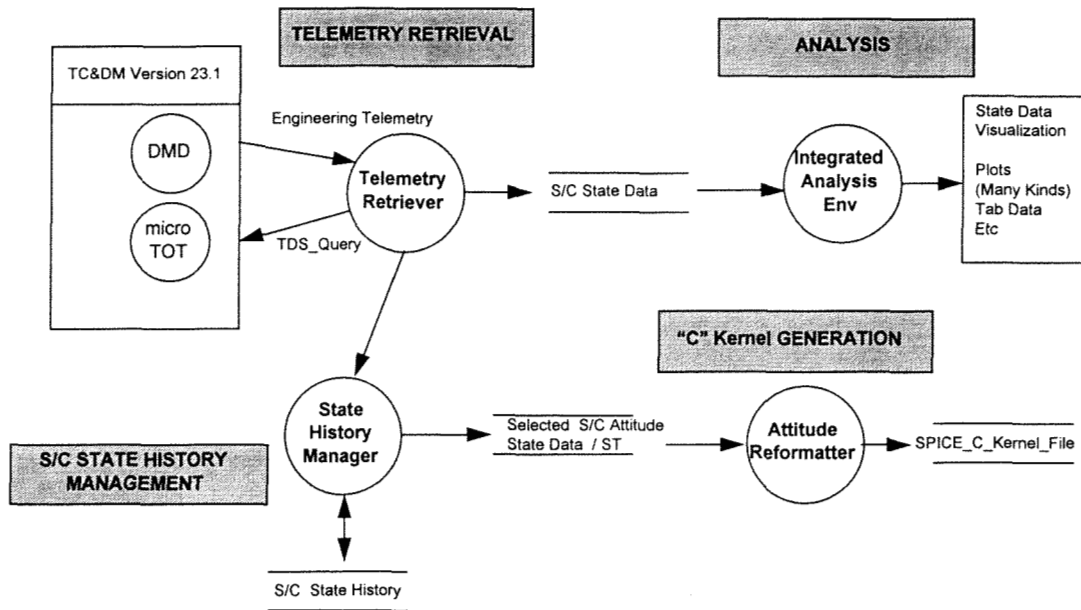 TELEMETRY RETRIEVAL
ANALYSIS
TC&DM Version 23.1
Engineering Telemetry
DMD
micro
TOT
TDS_Query
Telemetry
Retriever
S/C State Data
Integrated
Analysis
Env
State Data
Visualization
Plots
(Many Kinds)
Tab Data
Etc
"C" Kernel GENERATION
State
History
Manager
Selected S/C Attitude
State Data / ST
Attitude
Reformatter
SPICE_C_Kernel_File
S/C STATE HISTORY
MANAGEMENT
S/C State History